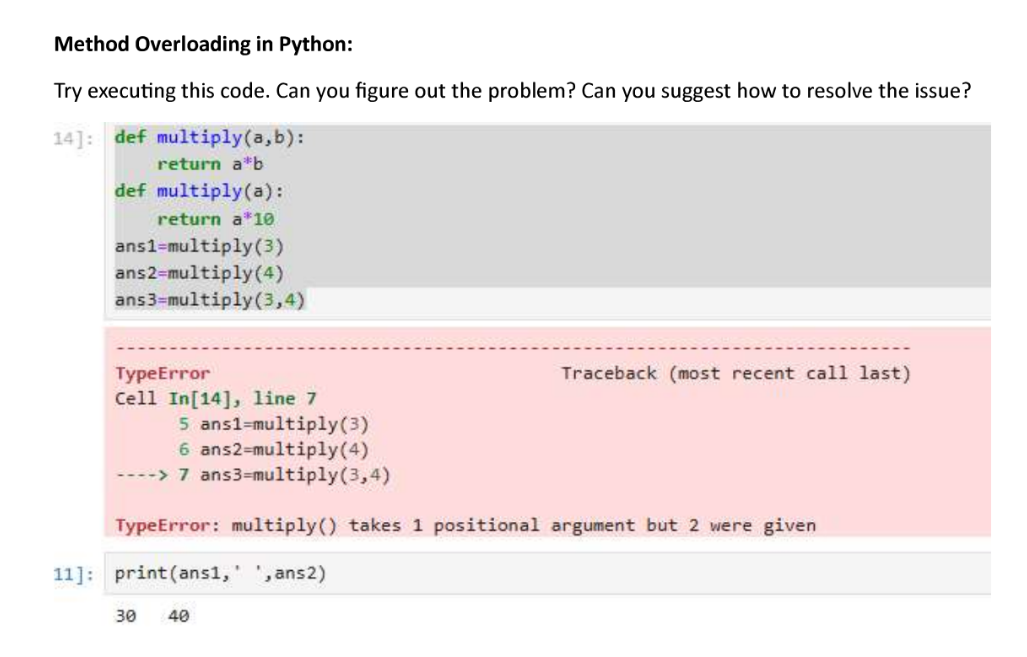 Method Overloading in Python:
Try executing this code. Can you figure out the problem? Can you suggest how to resolve the issue?
14]: def multiply(a,b):
    return a*b
def multiply(a):
    return a*10
ans1=multiply(3)
ans2=multiply(4)
ans3=multiply(3,4)
---------------------------------------------------------------------------
TypeError Traceback (most recent call last)
Cell In[14], line 7
5 ans1=multiply(3)
6 ans2=multiply(4)
----> 7 ans3=multiply(3,4)
TypeError: multiply() takes 1 positional argument but 2 were given
11]: print(ans1,' ',ans2)
30   40